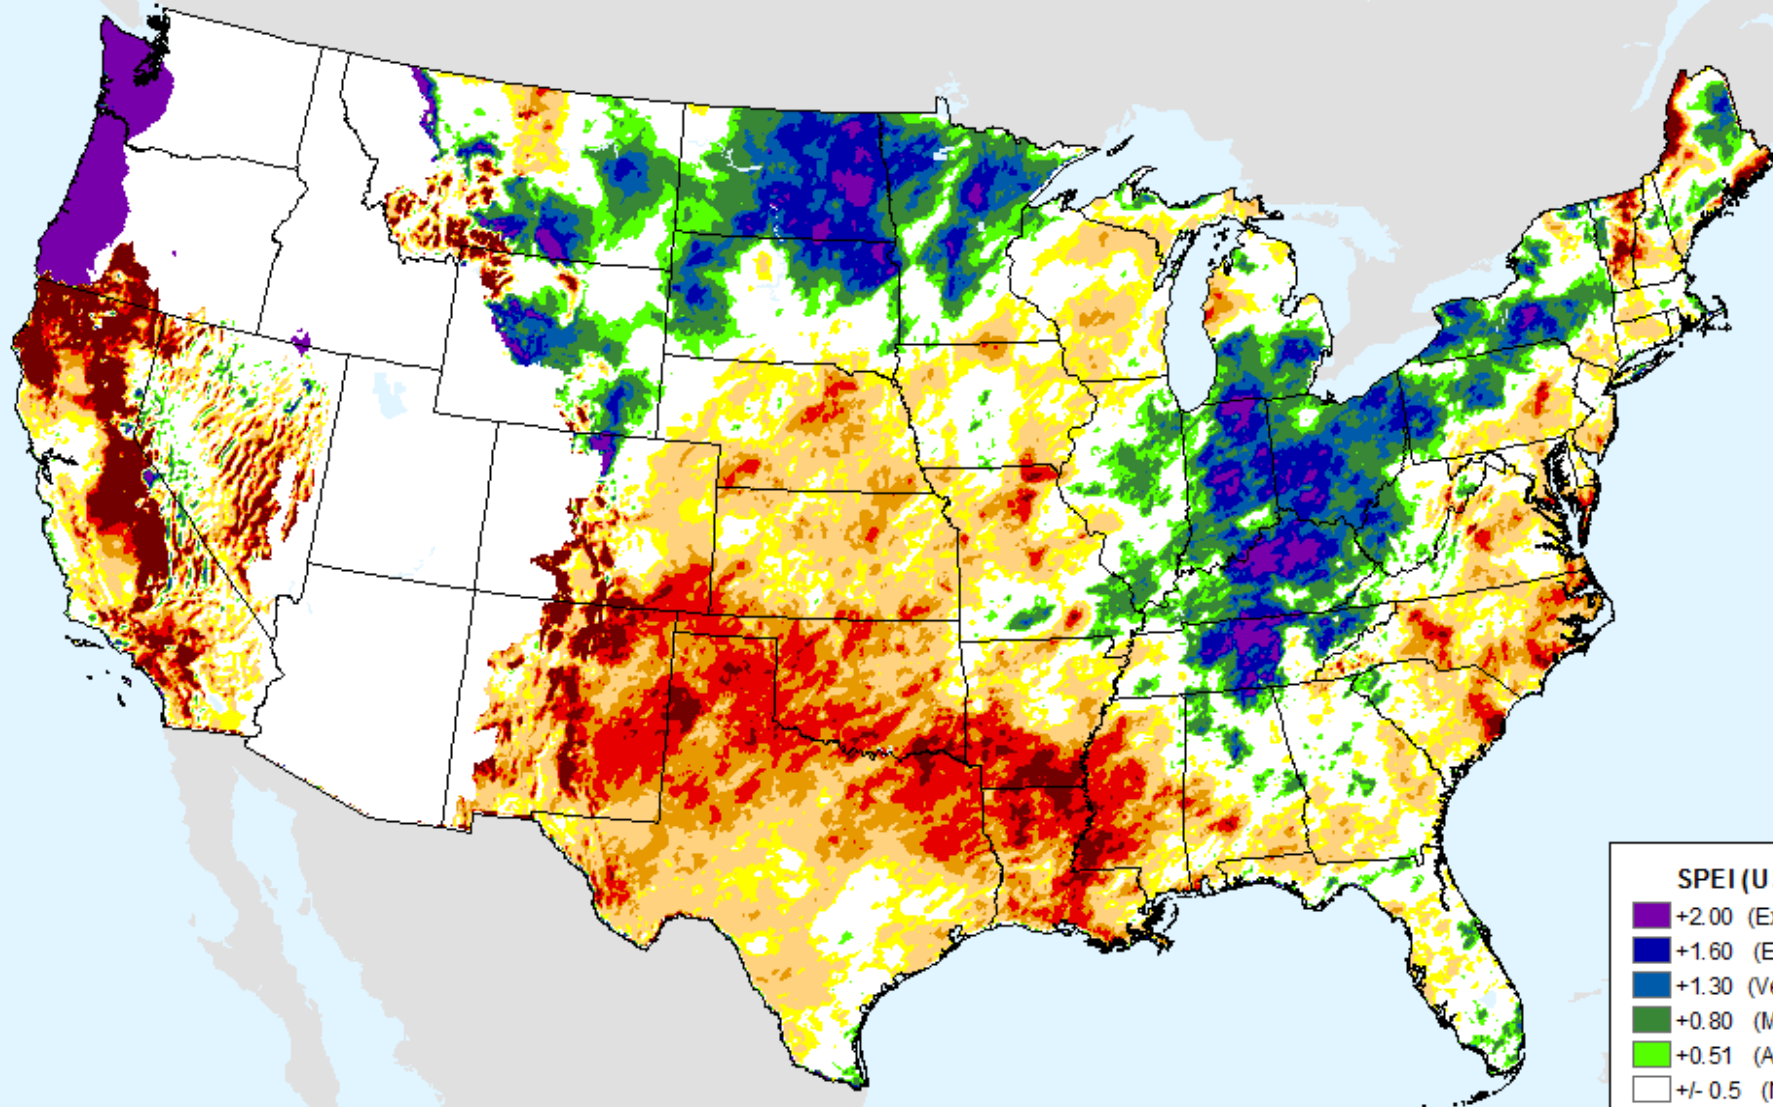 SPEI (U
+2.00 (Ex
+1.60 (E
+1.30 (Ve
+0.80 (M
+0.51 (A
+/- 0.5 (N